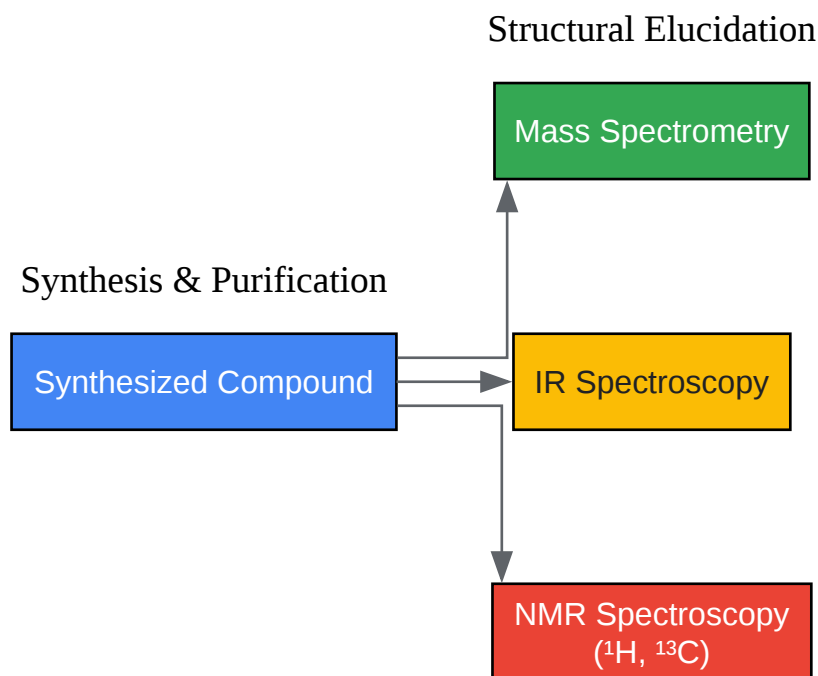 Structural Elucidation
Mass Spectrometry
Synthesis & Purification
Synthesized Compound
IR Spectroscopy
NMR Spectroscopy
(¹H, ¹³C)